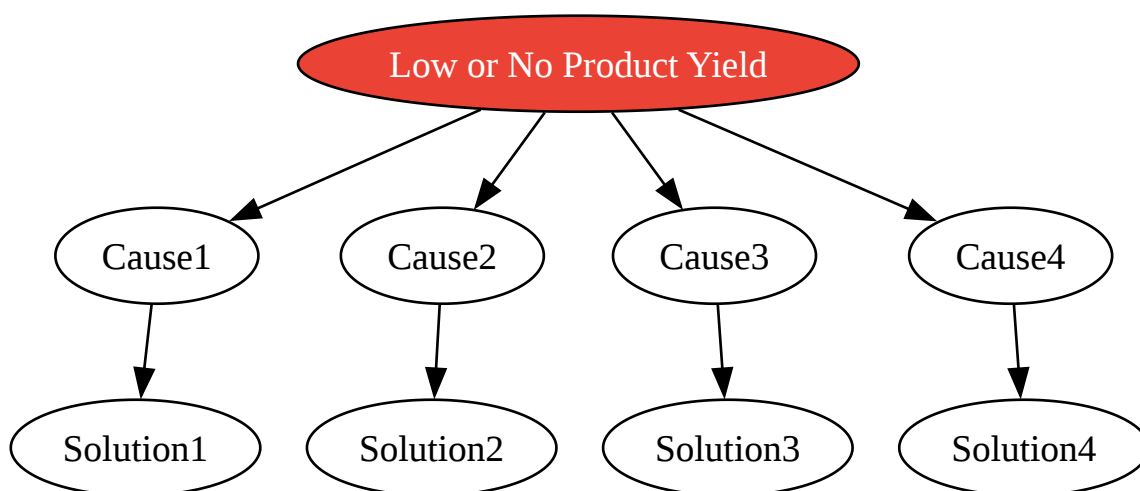 Low or No Product Yield
Cause1
Cause2
Cause3
Cause4
Solution1
Solution2
Solution3
Solution4